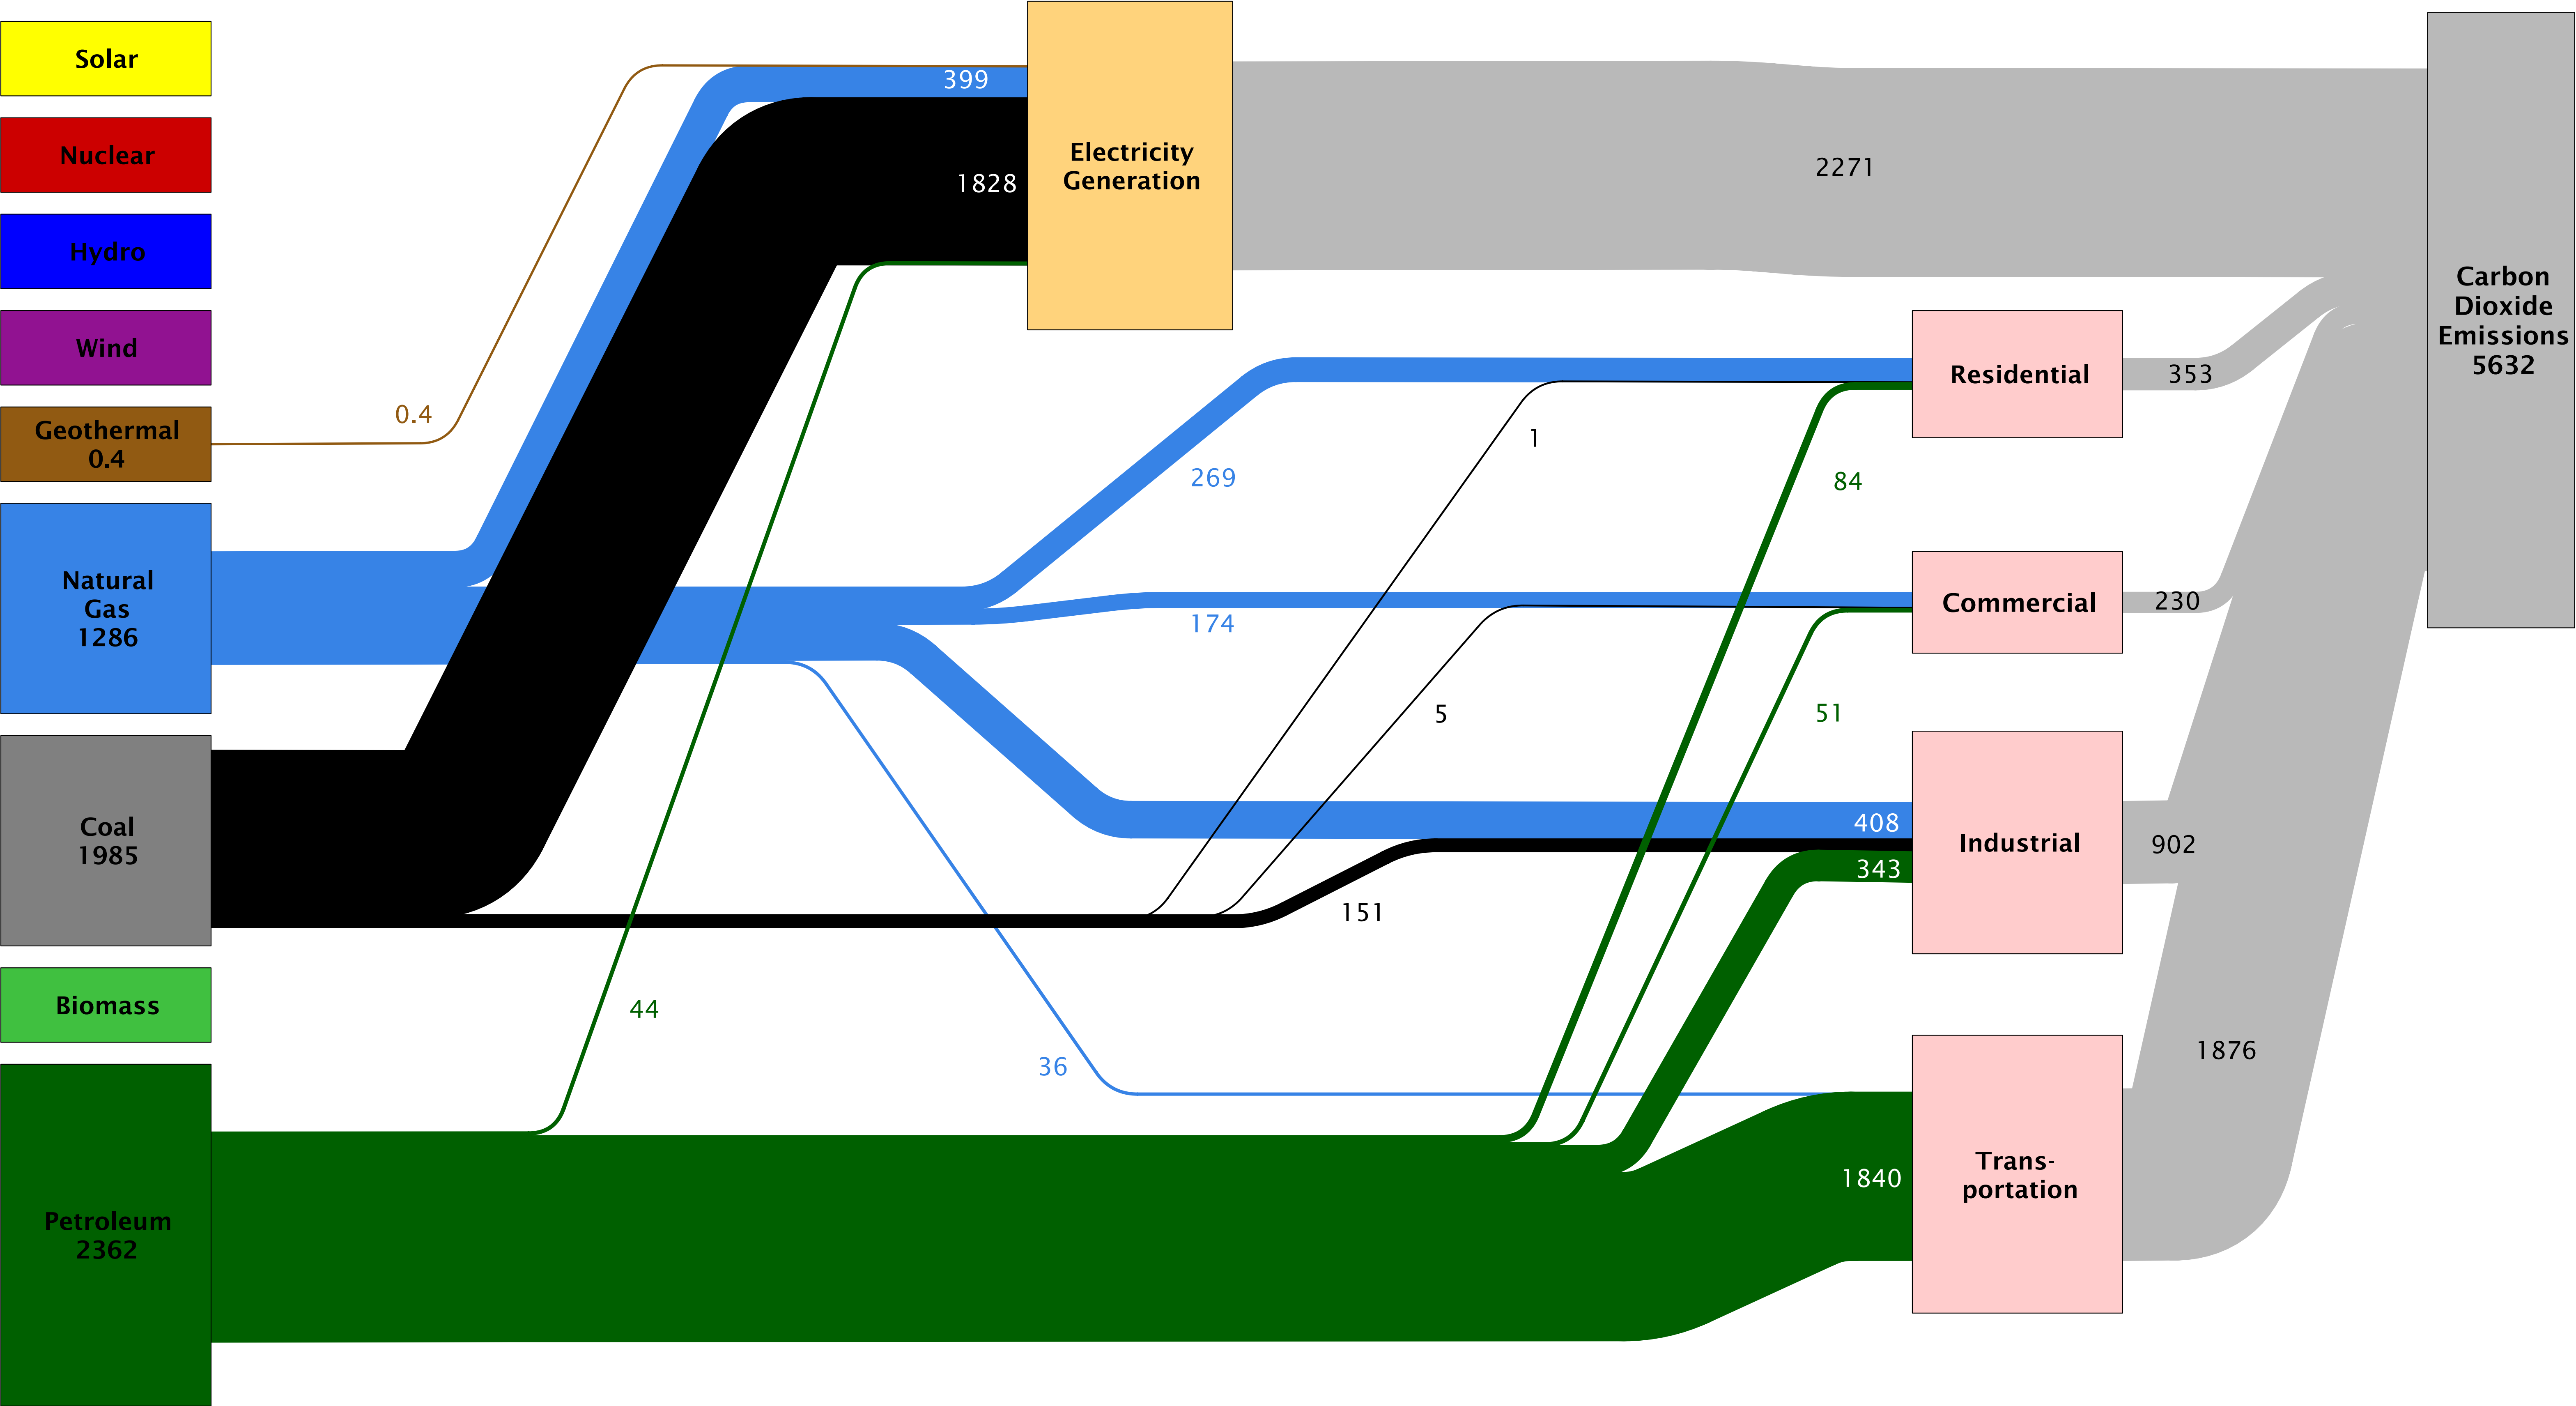 Solar
Nuclear
Hydro
Wind
Geothermal
0.4
Natural
Gas
1286
Coal
1985
Biomass
Petroleum
2362
0.4
399
1828
44
Electricity
Generation
269
174
36
1
5
151
84
51
408
343
1840
2271
Residential
353
Commercial
230
Industrial
902
Trans-
portation
1876
Carbon
Dioxide
Emissions
5632